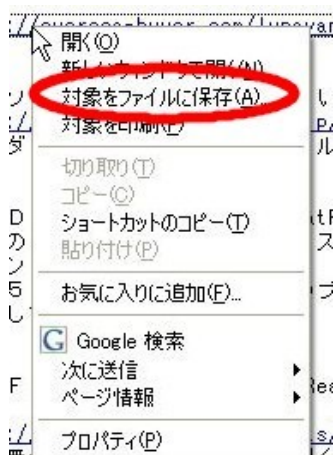 開く(O)
新しいウィンドウで開く(N)
対象をファイルに保存(A)...
対象を印刷(P)
切り取り(T)
コピー(C)
ショートカットのコピー(T)
貼り付け(P)
お気に入りに追加(F)...
G Google 検索
次に送信
ページ情報
プロパティ(P)